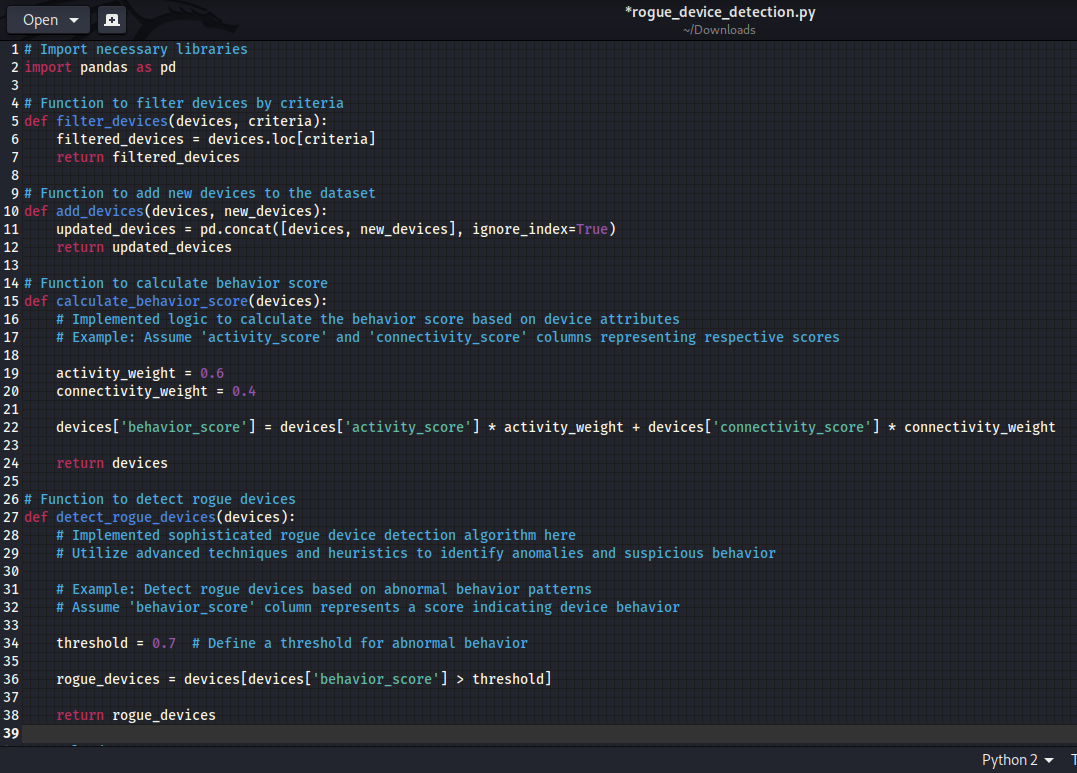 Open
*rogue_device_detection.py
~/Downloads
1 # Import necessary libraries
2 import pandas as pd
3
4 # Function to filter devices by criteria
5 def filter_devices(devices, criteria):
6     filtered_devices = devices.loc[criteria]
7     return filtered_devices
8
9 # Function to add new devices to the dataset
10 def add_devices(devices, new_devices):
11     updated_devices = pd.concat([devices, new_devices], ignore_index=True)
12     return updated_devices
13
14 # Function to calculate behavior score
15 def calculate_behavior_score(devices):
16     # Implemented logic to calculate the behavior score based on device attributes
17     # Example: Assume 'activity_score' and 'connectivity_score' columns representing respective scores
18
19     activity_weight = 0.6
20     connectivity_weight = 0.4
21
22     devices['behavior_score'] = devices['activity_score'] * activity_weight + devices['connectivity_score'] * connectivity_weight
23
24     return devices
25
26 # Function to detect rogue devices
27 def detect_rogue_devices(devices):
28     # Implemented sophisticated rogue device detection algorithm here
29     # Utilize advanced techniques and heuristics to identify anomalies and suspicious behavior
30
31     # Example: Detect rogue devices based on abnormal behavior patterns
32     # Assume 'behavior_score' column represents a score indicating device behavior
33
34     threshold = 0.7  # Define a threshold for abnormal behavior
35
36     rogue_devices = devices[devices['behavior_score'] > threshold]
37
38     return rogue_devices
39
Python 2